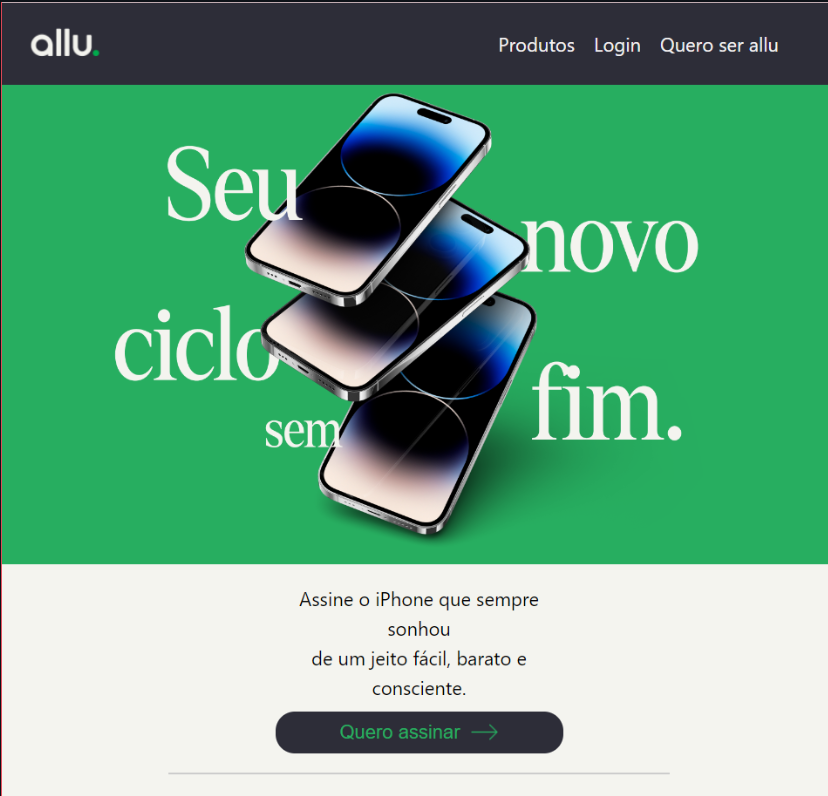 allu.
Produtos Login Quero ser allu
Seu
novo
ciclo
sem
fim.
Assine o iPhone que sempre
sonhou
de um jeito fácil, barato e
consciente.
Quero assinar